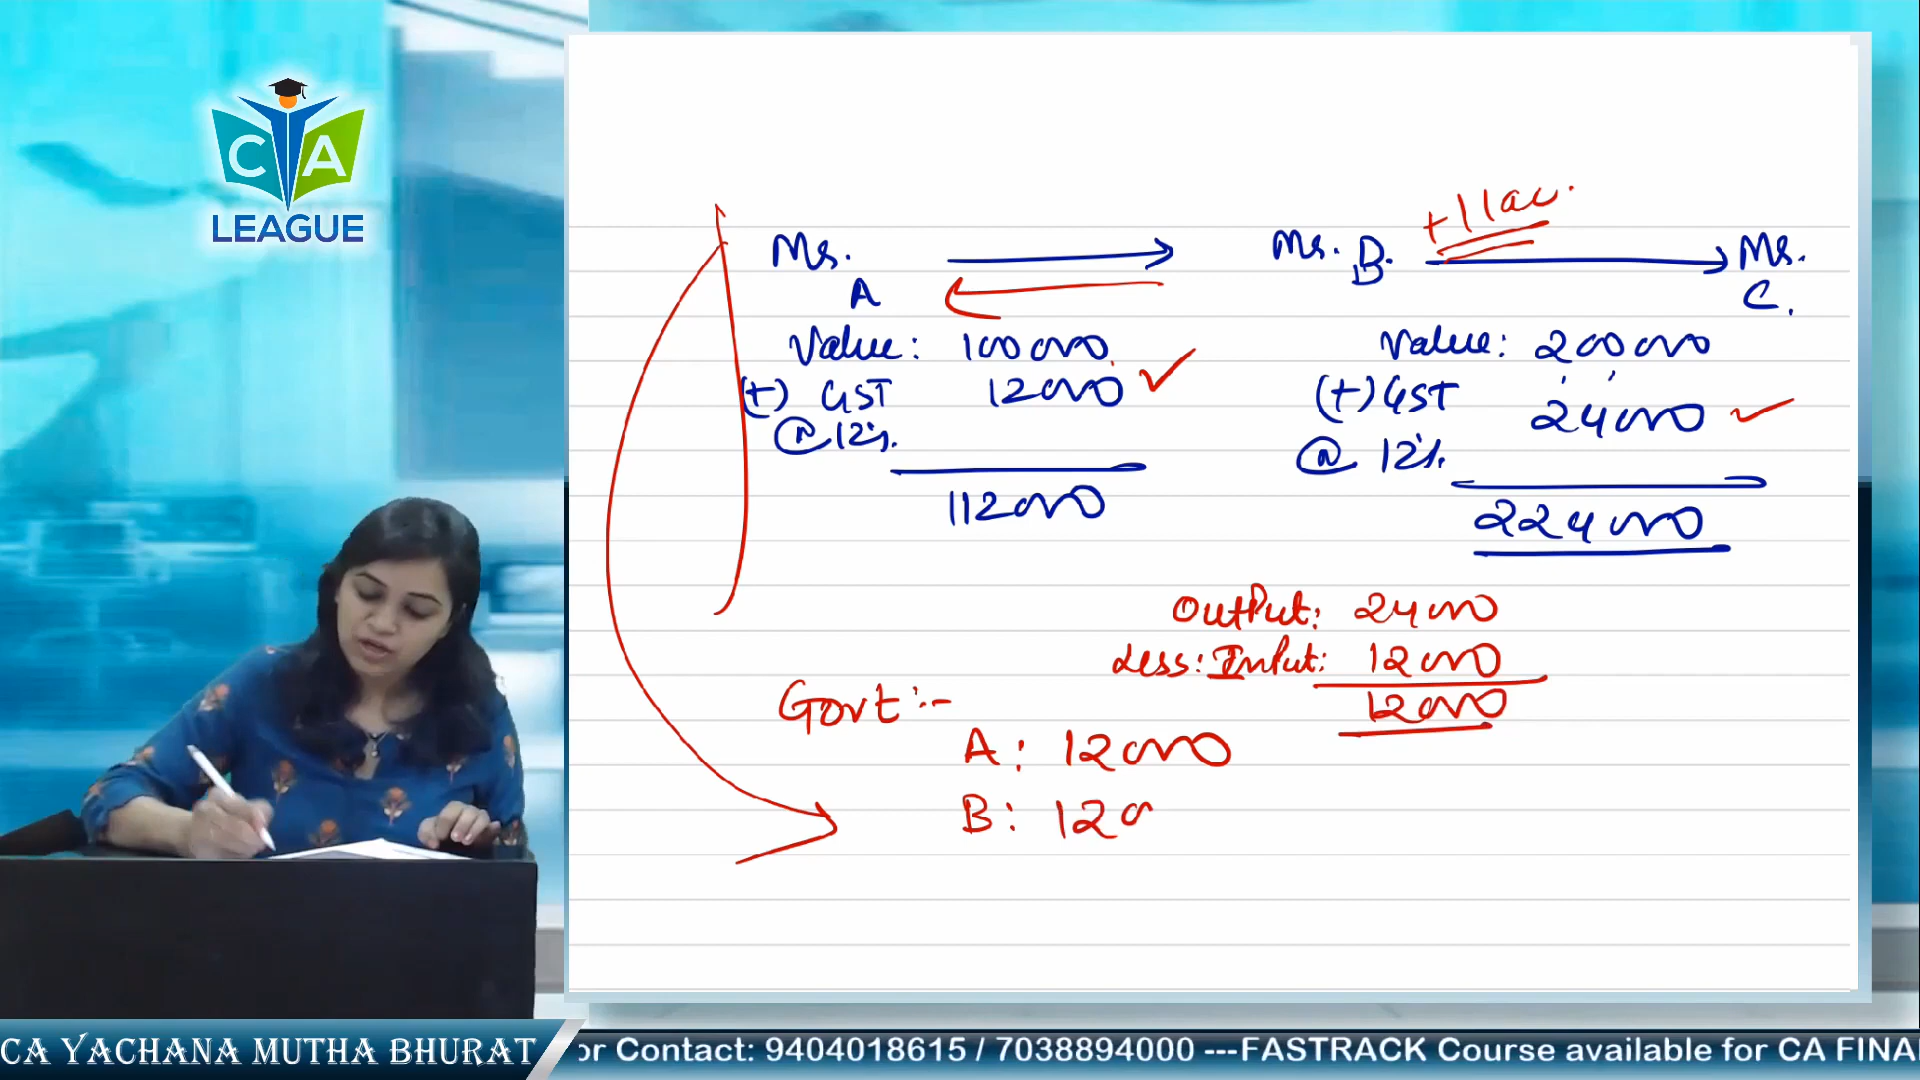 CA
LEAGUE
+1 lac.
Ms. A
Ms. B.
Ms. C.
Value: 100000
(+) GST 12000
@ 12%.
112000
Value: 200000
(+) GST 24000
@ 12%.
224000
Output: 24000
Less: Input: 12000
12000
Govt :-
A: 12000
B: 120
CA YACHANA MUTHA BHURAT
or Contact: 9404018615 / 7038894000 ---FASTRACK Course available for CA FINA